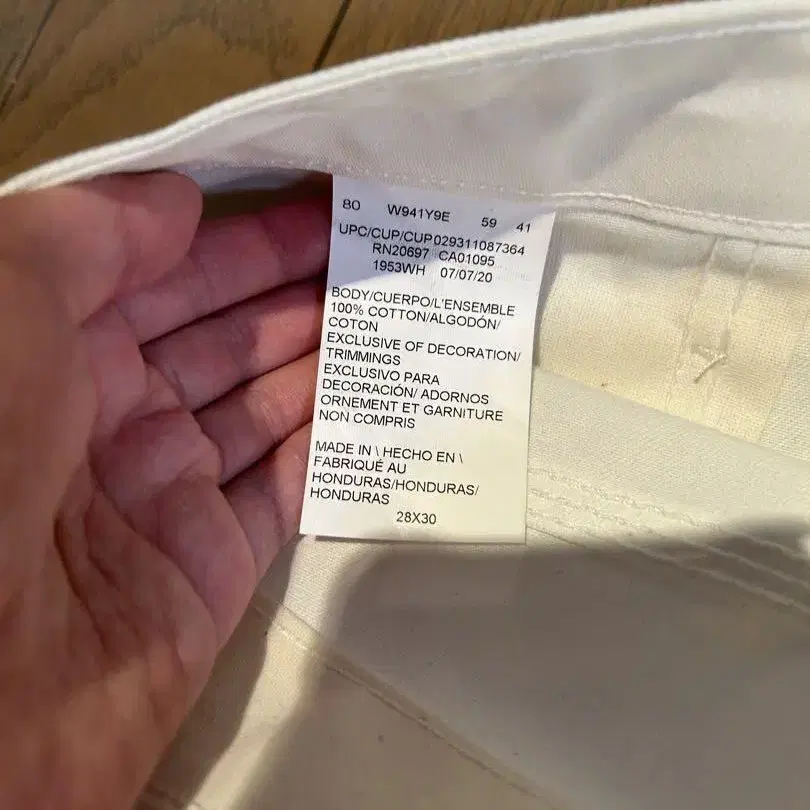 80 W941Y9E 59 41
UPC/CUP/CUP029311087364
RN20697 CA01095
1953WH 07/07/20
BODY/CUERPO/L'ENSEMBLE
100% COTTON/ALGODÓN/
COTON
EXCLUSIVE OF DECORATION/
TRIMMINGS
EXCLUSIVO PARA
DECORACIÓN/ ADORNOS
ORNEMENT ET GARNITURE
NON COMPRIS
MADE IN \ HECHO EN \
FABRIQUÉ AU
HONDURAS/HONDURAS/
HONDURAS
28X30